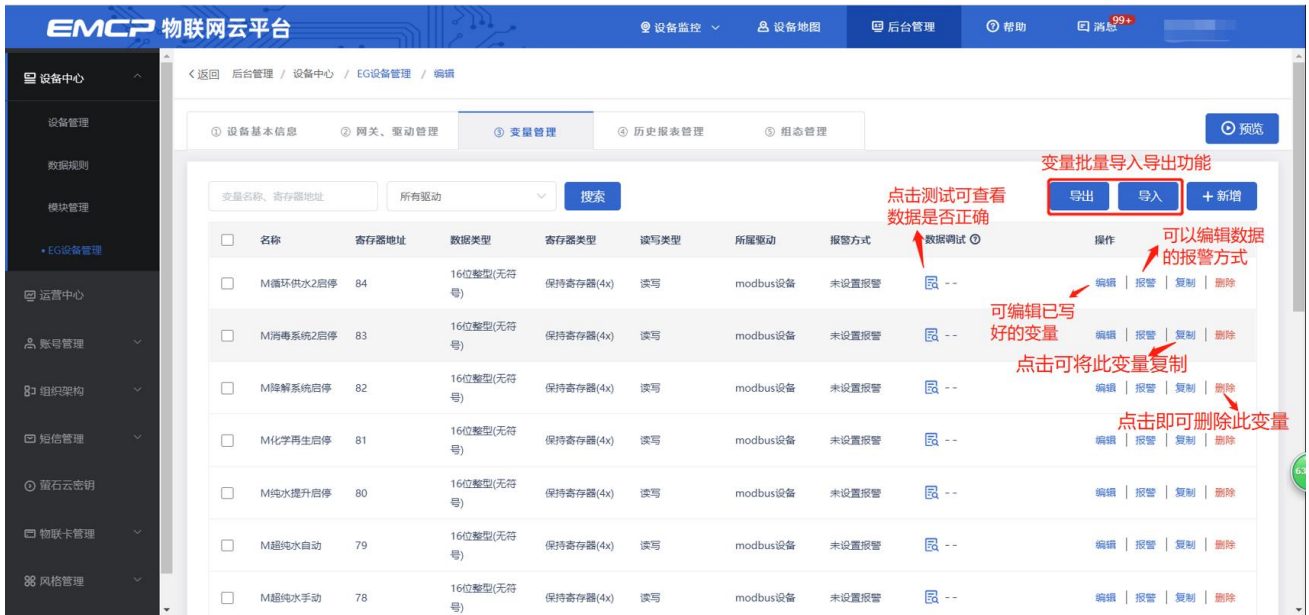 EMCP 物联网云平台
设备监控
设备地图
后台管理
帮助
消息
99+
设备中心
设备管理
数据规则
模块管理
• EG设备管理
运营中心
账号管理
组织架构
短信管理
萤石云密钥
物联卡管理
风格管理
< 返回 后台管理 / 设备中心 / EG设备管理 / 编辑
① 设备基本信息
② 网关、驱动管理
③ 变量管理
④ 历史报表管理
⑤ 组态管理
预览
变量批量导入导出功能
变量名称、寄存器地址
所有驱动
搜索
点击测试可查看
数据是否正确
导出
导入
+ 新增
名称 寄存器地址 数据类型 寄存器类型 读写类型 所属驱动 报警方式 数据调试 操作
可以编辑数据
的报警方式
M循环供水2启停 84 16位整型(无符号) 保持寄存器(4x) 读写 modbus设备 未设置报警 -- 编辑 | 报警 | 复制 | 删除
可编辑已写
好的变量
M消毒系统2启停 83 16位整型(无符号) 保持寄存器(4x) 读写 modbus设备 未设置报警 -- 编辑 | 报警 | 复制 | 删除
点击可将此变量复制
M降解系统启停 82 16位整型(无符号) 保持寄存器(4x) 读写 modbus设备 未设置报警 -- 编辑 | 报警 | 复制 | 删除
点击即可删除此变量
M化学再生启停 81 16位整型(无符号) 保持寄存器(4x) 读写 modbus设备 未设置报警 -- 编辑 | 报警 | 复制 | 删除
M纯水提升启停 80 16位整型(无符号) 保持寄存器(4x) 读写 modbus设备 未设置报警 -- 编辑 | 报警 | 复制 | 删除
M超纯水自动 79 16位整型(无符号) 保持寄存器(4x) 读写 modbus设备 未设置报警 -- 编辑 | 报警 | 复制 | 删除
M超纯水手动 78 16位整型(无符号) 保持寄存器(4x) 读写 modbus设备 未设置报警 -- 编辑 | 报警 | 复制 | 删除